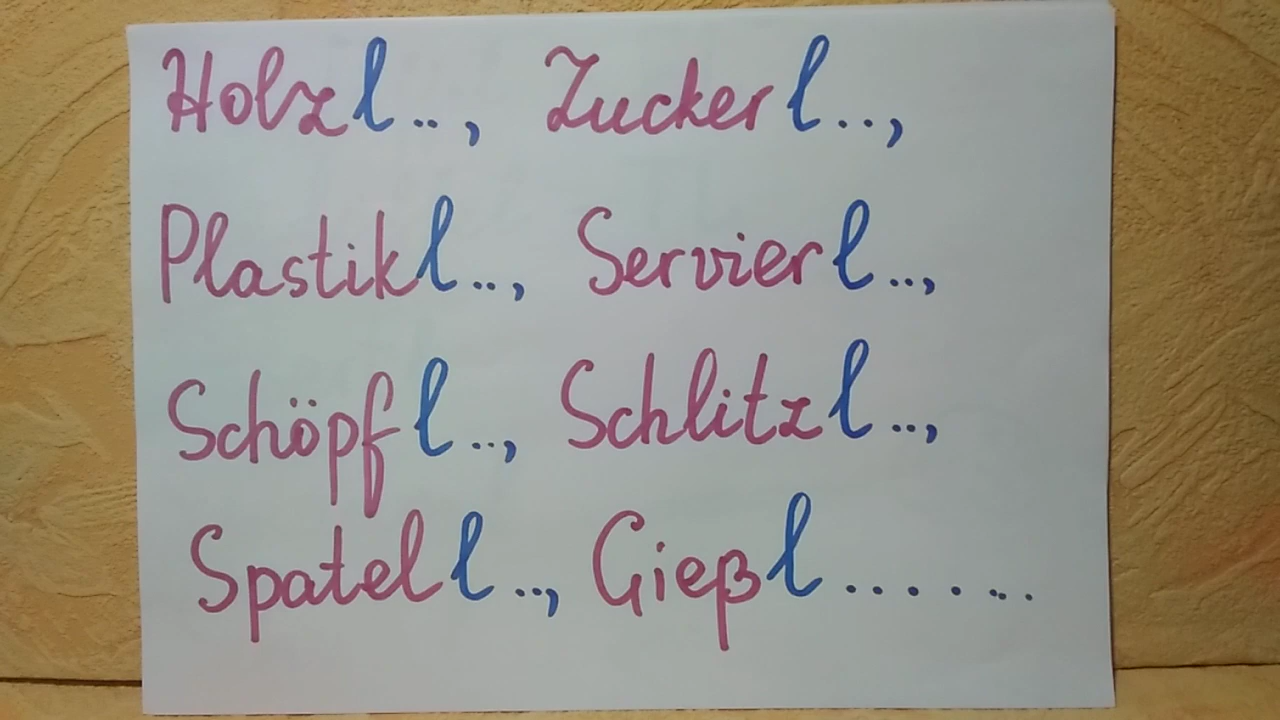 Holzl.., Zuckerl..,
Plastikl.., Servierl..,
Schöpfl.., Schlitzl..,
Spatell.., Gießl.......